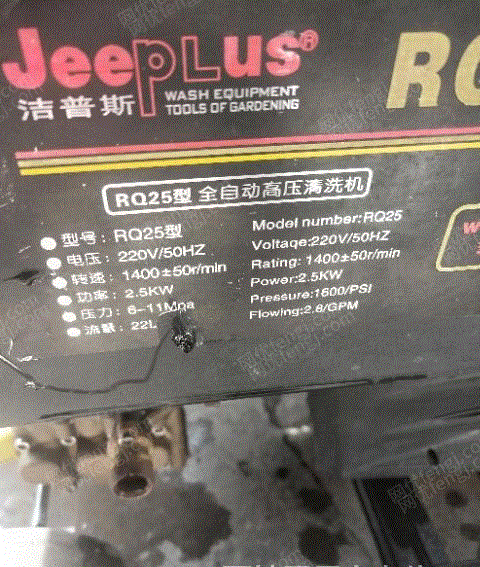 Jeeplus®
洁普斯
WASH EQUIPMENT
TOOLS OF GARDENING
RQ
RQ25型 全自动高压清洗机
型号：RQ25型
电压：220V/50HZ
转速：1400±50r/min
功率：2.5KW
压力：6-11Mpa
流量：22L
Model number:RQ25
Voltage:220V/50HZ
Rating: 1400±50r/min
Power:2.5KW
Pressure:1600/PSI
Flowing:2.8/GPM